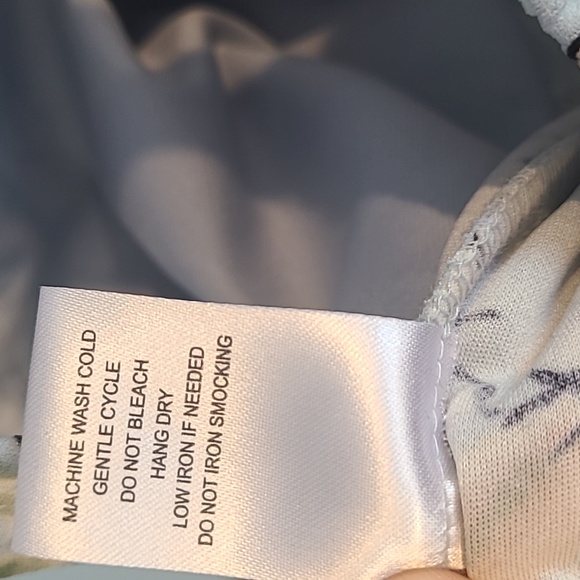 MACHINE WASH COLD
GENTLE CYCLE
DO NOT BLEACH
HANG DRY
LOW IRON IF NEEDED
DO NOT IRON SMOCKING